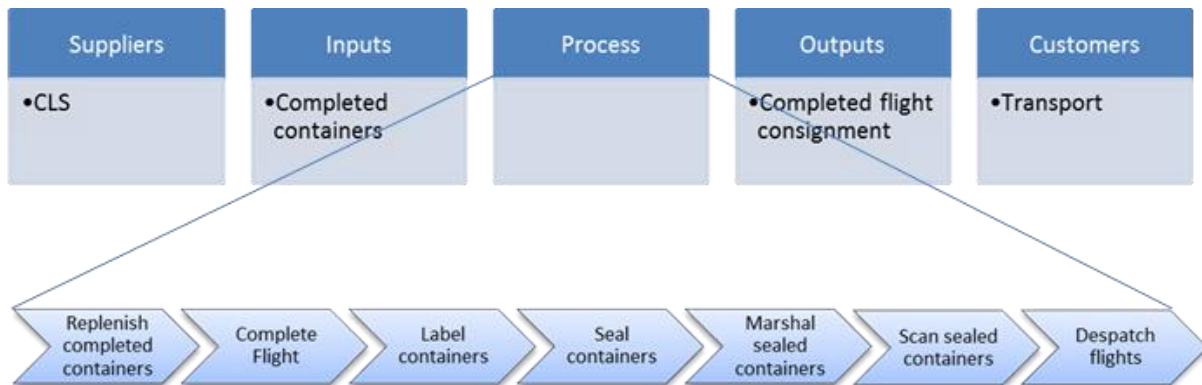 Suppliers
Inputs
Process
Outputs
Customers
•CLS
•Completed
containers
•Completed flight
consignment
•Transport
Replenish
completed
containers
Complete
Flight
Label
containers
Seal
containers
Marshal
sealed
containers
Scan sealed
containers
Despatch
flights